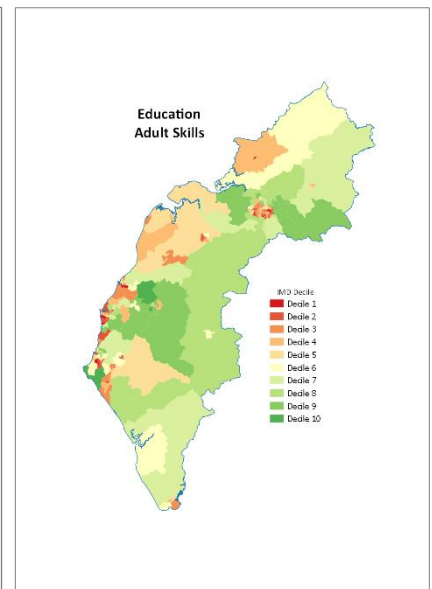 Education
Adult Skills
IMD Decile
Decile 1
Decile 2
Decile 3
Decile 4
Decile 5
Decile 6
Decile 7
Decile 8
Decile 9
Decile 10